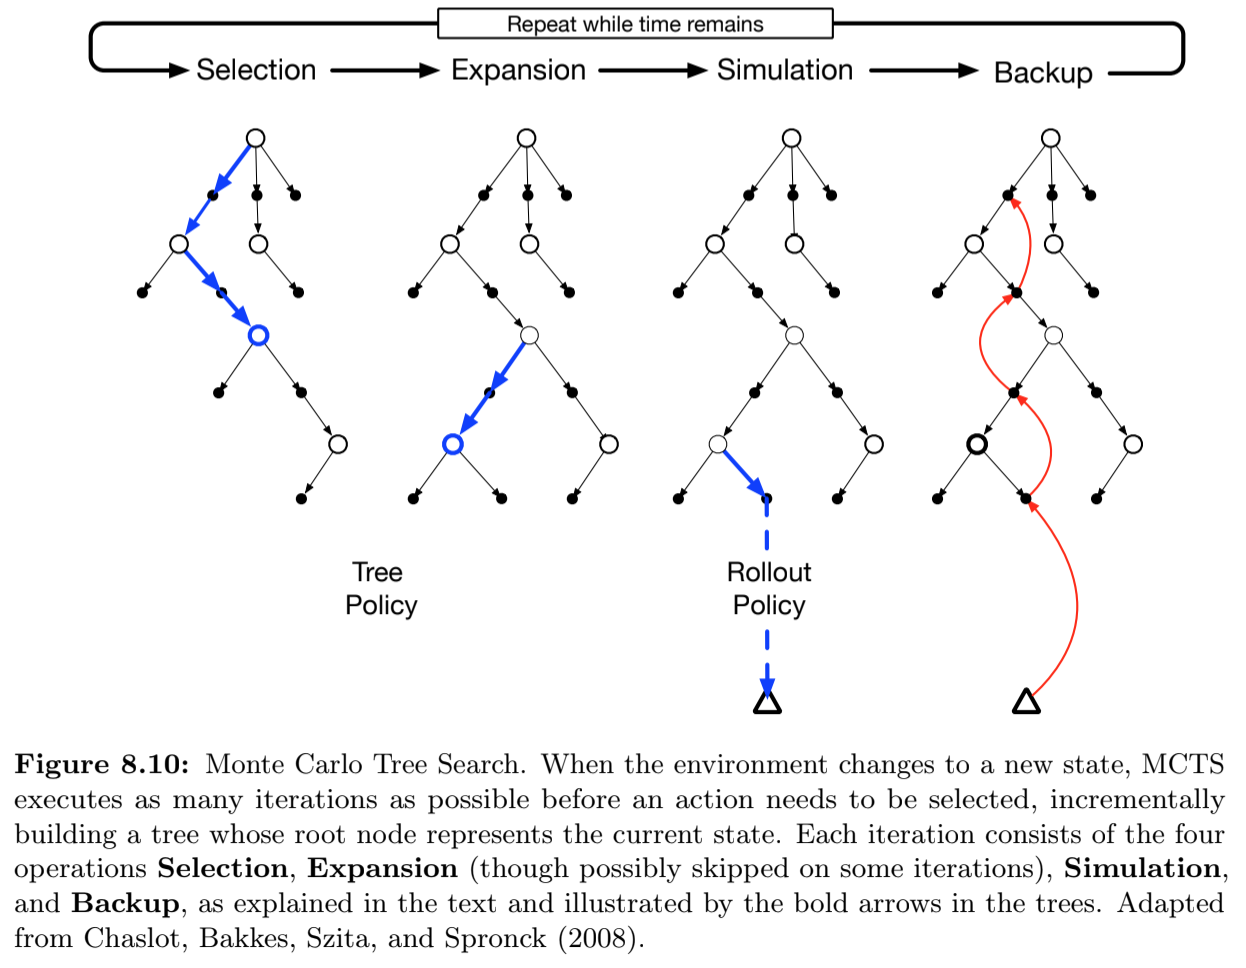 Repeat while time remains
Selection
Expansion
Simulation
Backup
Tree
Policy
Rollout
Policy
Figure 8.10: Monte Carlo Tree Search. When the environment changes to a new state, MCTS
executes as many iterations as possible before an action needs to be selected, incrementally
building a tree whose root node represents the current state. Each iteration consists of the four
operations Selection, Expansion (though possibly skipped on some iterations), Simulation,
and Backup, as explained in the text and illustrated by the bold arrows in the trees. Adapted
from Chaslot, Bakkes, Szita, and Spronck (2008).